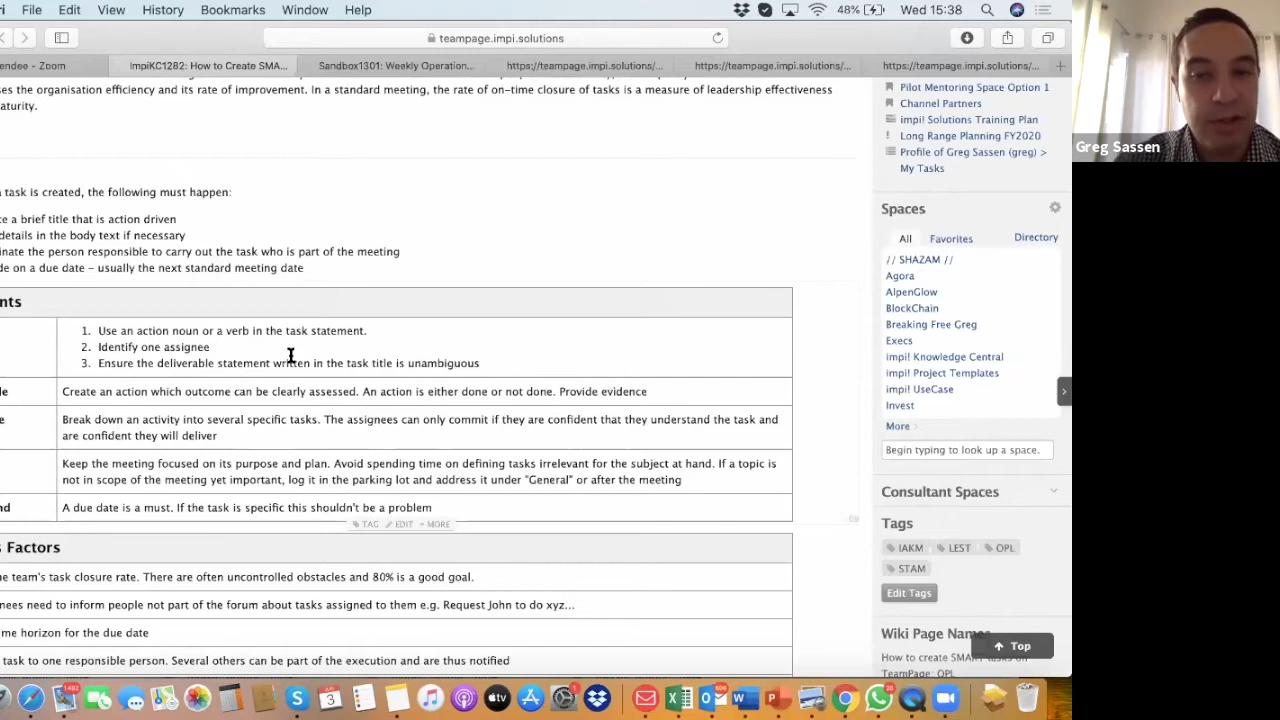 File Edit View History Bookmarks Window Help 48% Wed 15:38
teampage.impi.solutions
endee - Zoom ImpiKC1282: How to Create SMA... Sandbox1301: Weekly Operation... https://teampage.impi.solutions/... https://teampage.impi.solutions/... https://teampage.impi.solutions/...
es the organisation efficiency and its rate of improvement. In a standard meeting, the rate of on-time closure of tasks is a measure of leadership effectiveness
aturity.
a task is created, the following must happen:
te a brief title that is action driven
details in the body text if necessary
inate the person responsible to carry out the task who is part of the meeting
de on a due date - usually the next standard meeting date
nts
1. Use an action noun or a verb in the task statement.
2. Identify one assignee
3. Ensure the deliverable statement written in the task title is unambiguous
le Create an action which outcome can be clearly assessed. An action is either done or not done. Provide evidence
e Break down an activity into several specific tasks. The assignees can only commit if they are confident that they understand the task and
are confident they will deliver
Keep the meeting focused on its purpose and plan. Avoid spending time on defining tasks irrelevant for the subject at hand. If a topic is
not in scope of the meeting yet important, log it in the parking lot and address it under "General" or after the meeting
nd A due date is a must. If the task is specific this shouldn't be a problem
TAG EDIT MORE
s Factors
he team's task closure rate. There are often uncontrolled obstacles and 80% is a good goal.
nees need to inform people not part of the forum about tasks assigned to them e.g. Request John to do xyz...
me horizon for the due date
task to one responsible person. Several others can be part of the execution and are thus notified
Pilot Mentoring Space Option 1
Channel Partners
impi! Solutions Training Plan
Long Range Planning FY2020
Profile of Greg Sassen (greg) >
My Tasks
Spaces
All Favorites Directory
// SHAZAM //
Agora
AlpenGlow
BlockChain
Breaking Free Greg
Execs
impi! Knowledge Central
impi! Project Templates
impi! UseCase
Invest
More
Begin typing to look up a space.
Consultant Spaces
Tags
IAKM LEST OPL
STAM
Edit Tags
Wiki Page Name
Top
How to create SMART tasks on
TeamPage: OPL
Greg Sassen